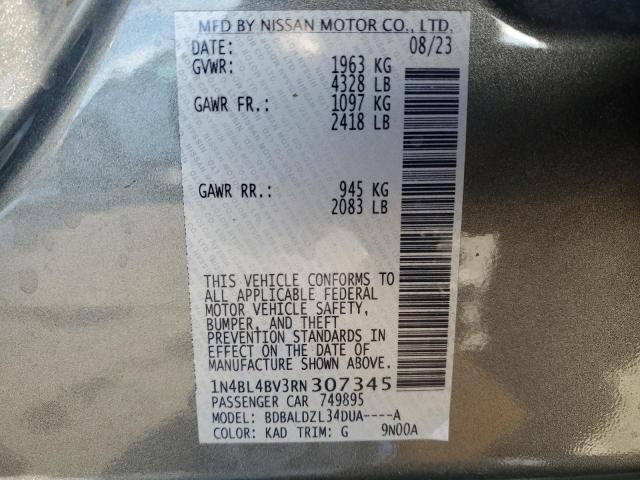 MFD BY NISSAN MOTOR CO., LTD.
DATE: 08/23
GVWR: 1963 KG
4328 LB
GAWR FR.: 1097 KG
2418 LB
GAWR RR.: 945 KG
2083 LB
THIS VEHICLE CONFORMS TO
ALL APPLICABLE FEDERAL
MOTOR VEHICLE SAFETY,
BUMPER, AND THEFT
PREVENTION STANDARDS IN
EFFECT ON THE DATE OF
MANUFACTURE SHOWN ABOVE.
1N4BL4BV3RN307345
PASSENGER CAR 749895
MODEL: BDBALDZL34DUA----A
COLOR: KAD TRIM: G 9N00A